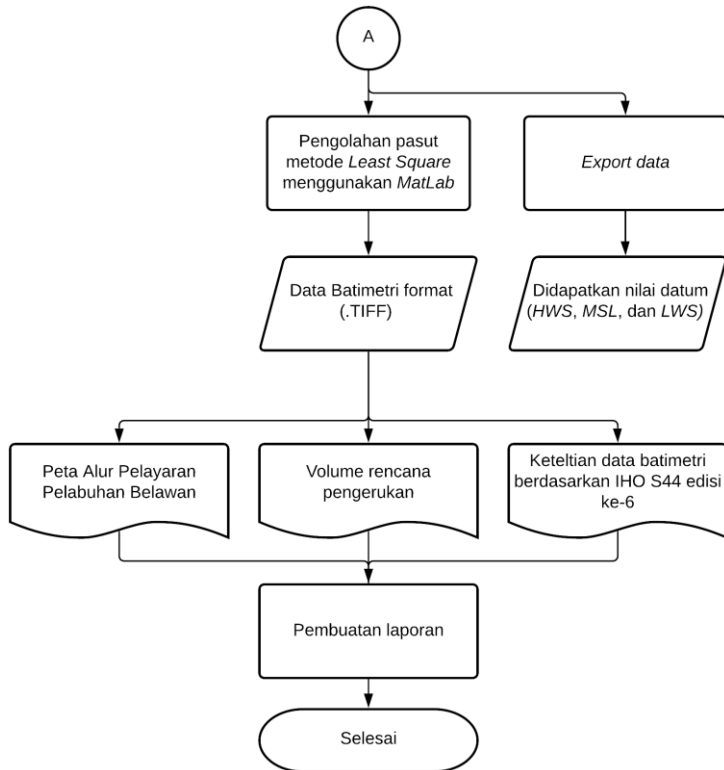 A
Pengolahan pasut
metode Least Square
menggunakan MatLab
Export data
Data Batimetri format
(.TIFF)
Didapatkan nilai datum
(HWS, MSL, dan LWS)
Peta Alur Pelayaran
Pelabuhan Belawan
Volume rencana
pengerukan
Keteltian data batimetri
berdasarkan IHO S44 edisi
ke-6
Pembuatan laporan
Selesai